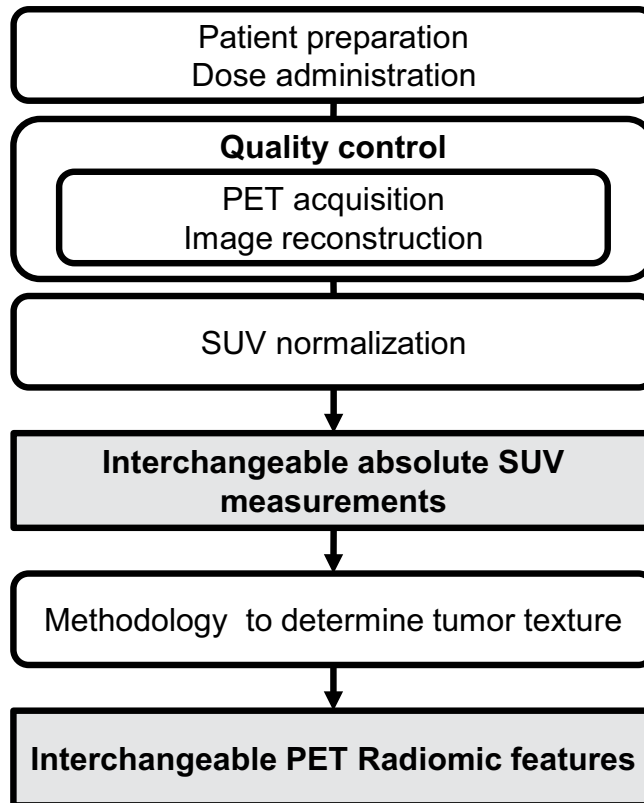 Patient preparation
Dose administration
Quality control
PET acquisition
Image reconstruction
SUV normalization
Interchangeable absolute SUV
measurements
Methodology  to determine tumor texture
Interchangeable PET Radiomic features